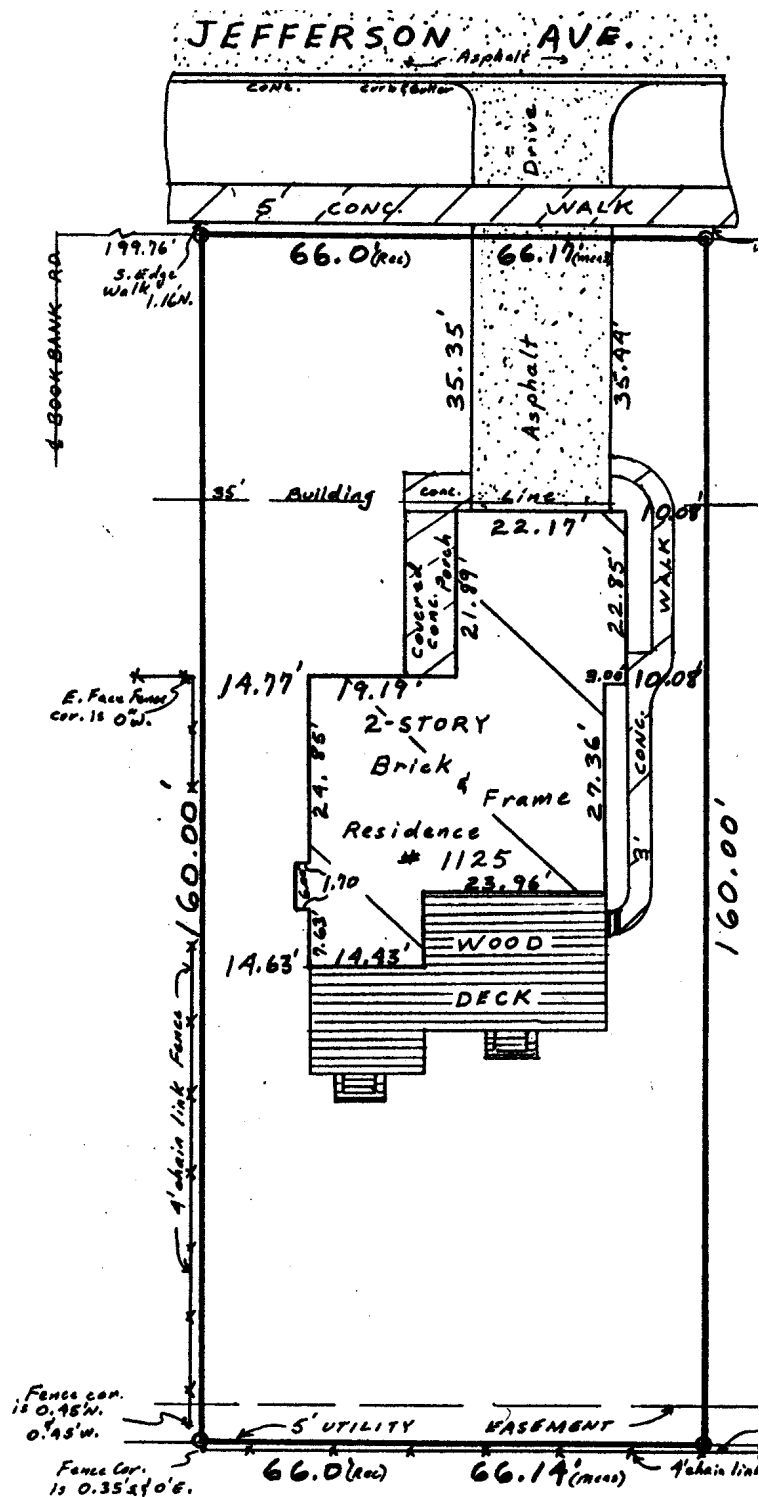 JEFFERSON AVE.
Asphalt
CONC. Curb & Gutter
Drive
5' CONC. WALK
199.76'
66.0'(Rec) 66.17'(meas)
S. Edge
Walk
1.16'N.
℄ BOOK BANK RD.
35.35'
Asphalt
35.44'
35' Building Line
conc.
22.17'
10.08'
Covered
Conc. Porch
21.89'
22.85'
WALK
14.77'
19.19'
3.00'
10.08'
E. Face Fence
cor. is 0"W.
2-STORY
Brick & Frame
24.85'
27.36'
CONC.
Residence
# 1125
3'
160.00'
160.00'
1.70
23.96'
7.63'
14.63'
14.43'
WOOD
DECK
4' chain link Fence
Fence cor.
is 0.45'N.
& 0.45'W.
5' UTILITY EASEMENT
Fence Cor.
is 0.35'S & 0'E.
66.0'(Rec) 66.14'(meas)
4' chain link